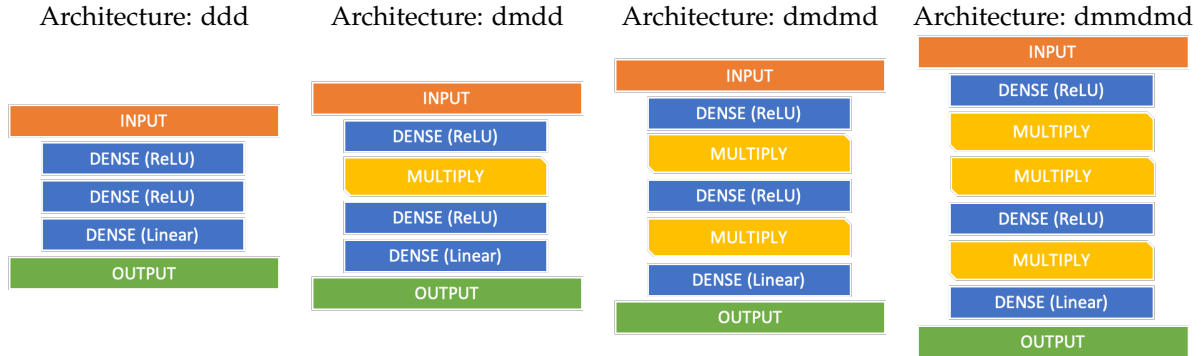 Architecture: ddd
INPUT
DENSE (ReLU)
DENSE (ReLU)
DENSE (Linear)
OUTPUT
Architecture: dmdd
INPUT
DENSE (ReLU)
MULTIPLY
DENSE (ReLU)
DENSE (Linear)
OUTPUT
Architecture: dmdmd
INPUT
DENSE (ReLU)
MULTIPLY
DENSE (ReLU)
MULTIPLY
DENSE (Linear)
OUTPUT
Architecture: dmmdmd
INPUT
DENSE (ReLU)
MULTIPLY
MULTIPLY
DENSE (ReLU)
MULTIPLY
DENSE (Linear)
OUTPUT